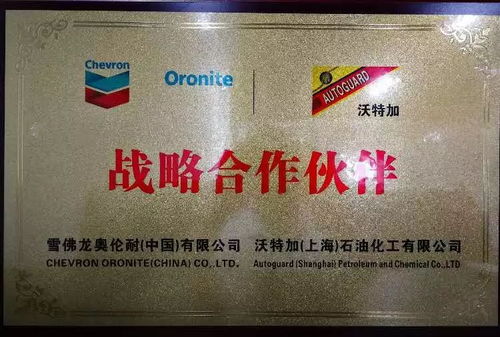 Chevron
Oronite
AUTOGUARD
沃特加
战略合作伙伴
雪佛龙奥伦耐(中国)有限公司 沃特加(上海)石油化工有限公司
CHEVRON ORONITE(CHINA) CO,.LTD. Autoguard (Shanghai) Petroleum and Chemical Co.,LTD